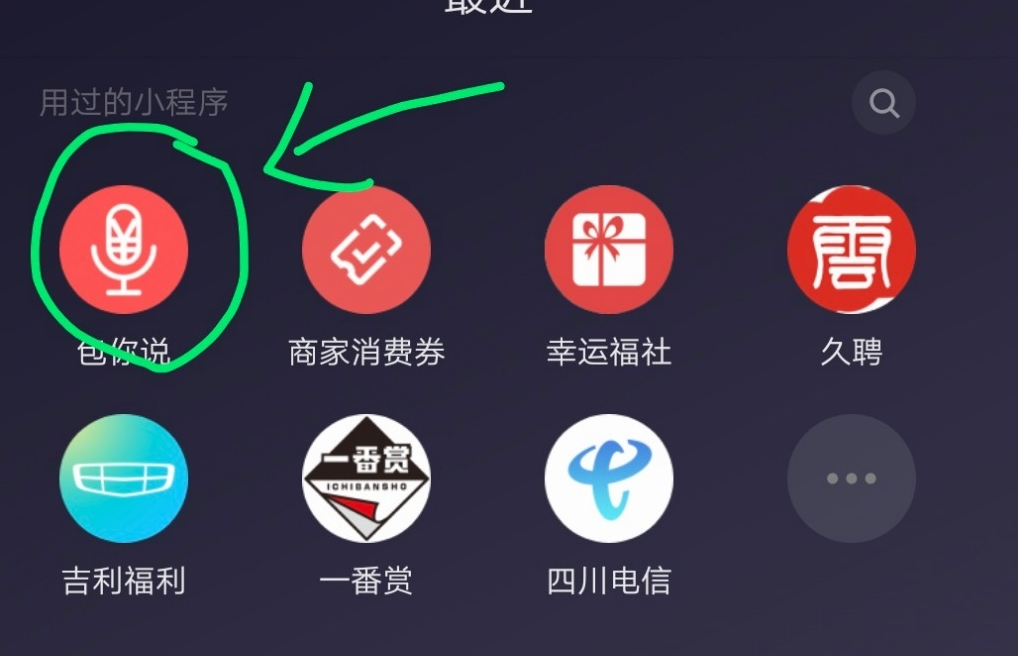 最近
用过的小程序
包你说 商家消费券 幸运福社 久聘
雲
一番赏
ICHIBANSHO
吉利福利 一番赏 四川电信